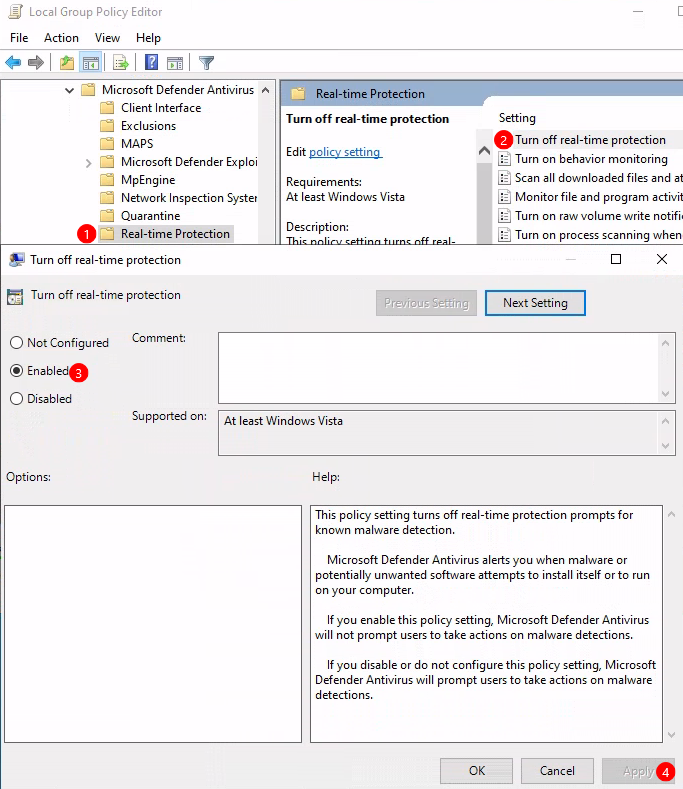 Local Group Policy Editor
File Action View Help
Microsoft Defender Antivirus
Client Interface
Exclusions
MAPS
Microsoft Defender Exploi
MpEngine
Network Inspection Syster
Quarantine
1 Real-time Protection
Real-time Protection
Turn off real-time protection
Edit policy setting
Requirements:
At least Windows Vista
Description:
This policy setting turns off real-
Setting
2 Turn off real-time protection
Turn on behavior monitoring
Scan all downloaded files and at
Monitor file and program activit
Turn on raw volume write notifi
Turn on process scanning whene
Turn off real-time protection
Turn off real-time protection
Previous Setting Next Setting
Not Configured
Enabled 3
Disabled
Comment:
Supported on:
At least Windows Vista
Options:
Help:
This policy setting turns off real-time protection prompts for
known malware detection.
Microsoft Defender Antivirus alerts you when malware or
potentially unwanted software attempts to install itself or to run
on your computer.
If you enable this policy setting, Microsoft Defender Antivirus
will not prompt users to take actions on malware detections.
If you disable or do not configure this policy setting, Microsoft
Defender Antivirus will prompt users to take actions on malware
detections.
OK Cancel Apply 4